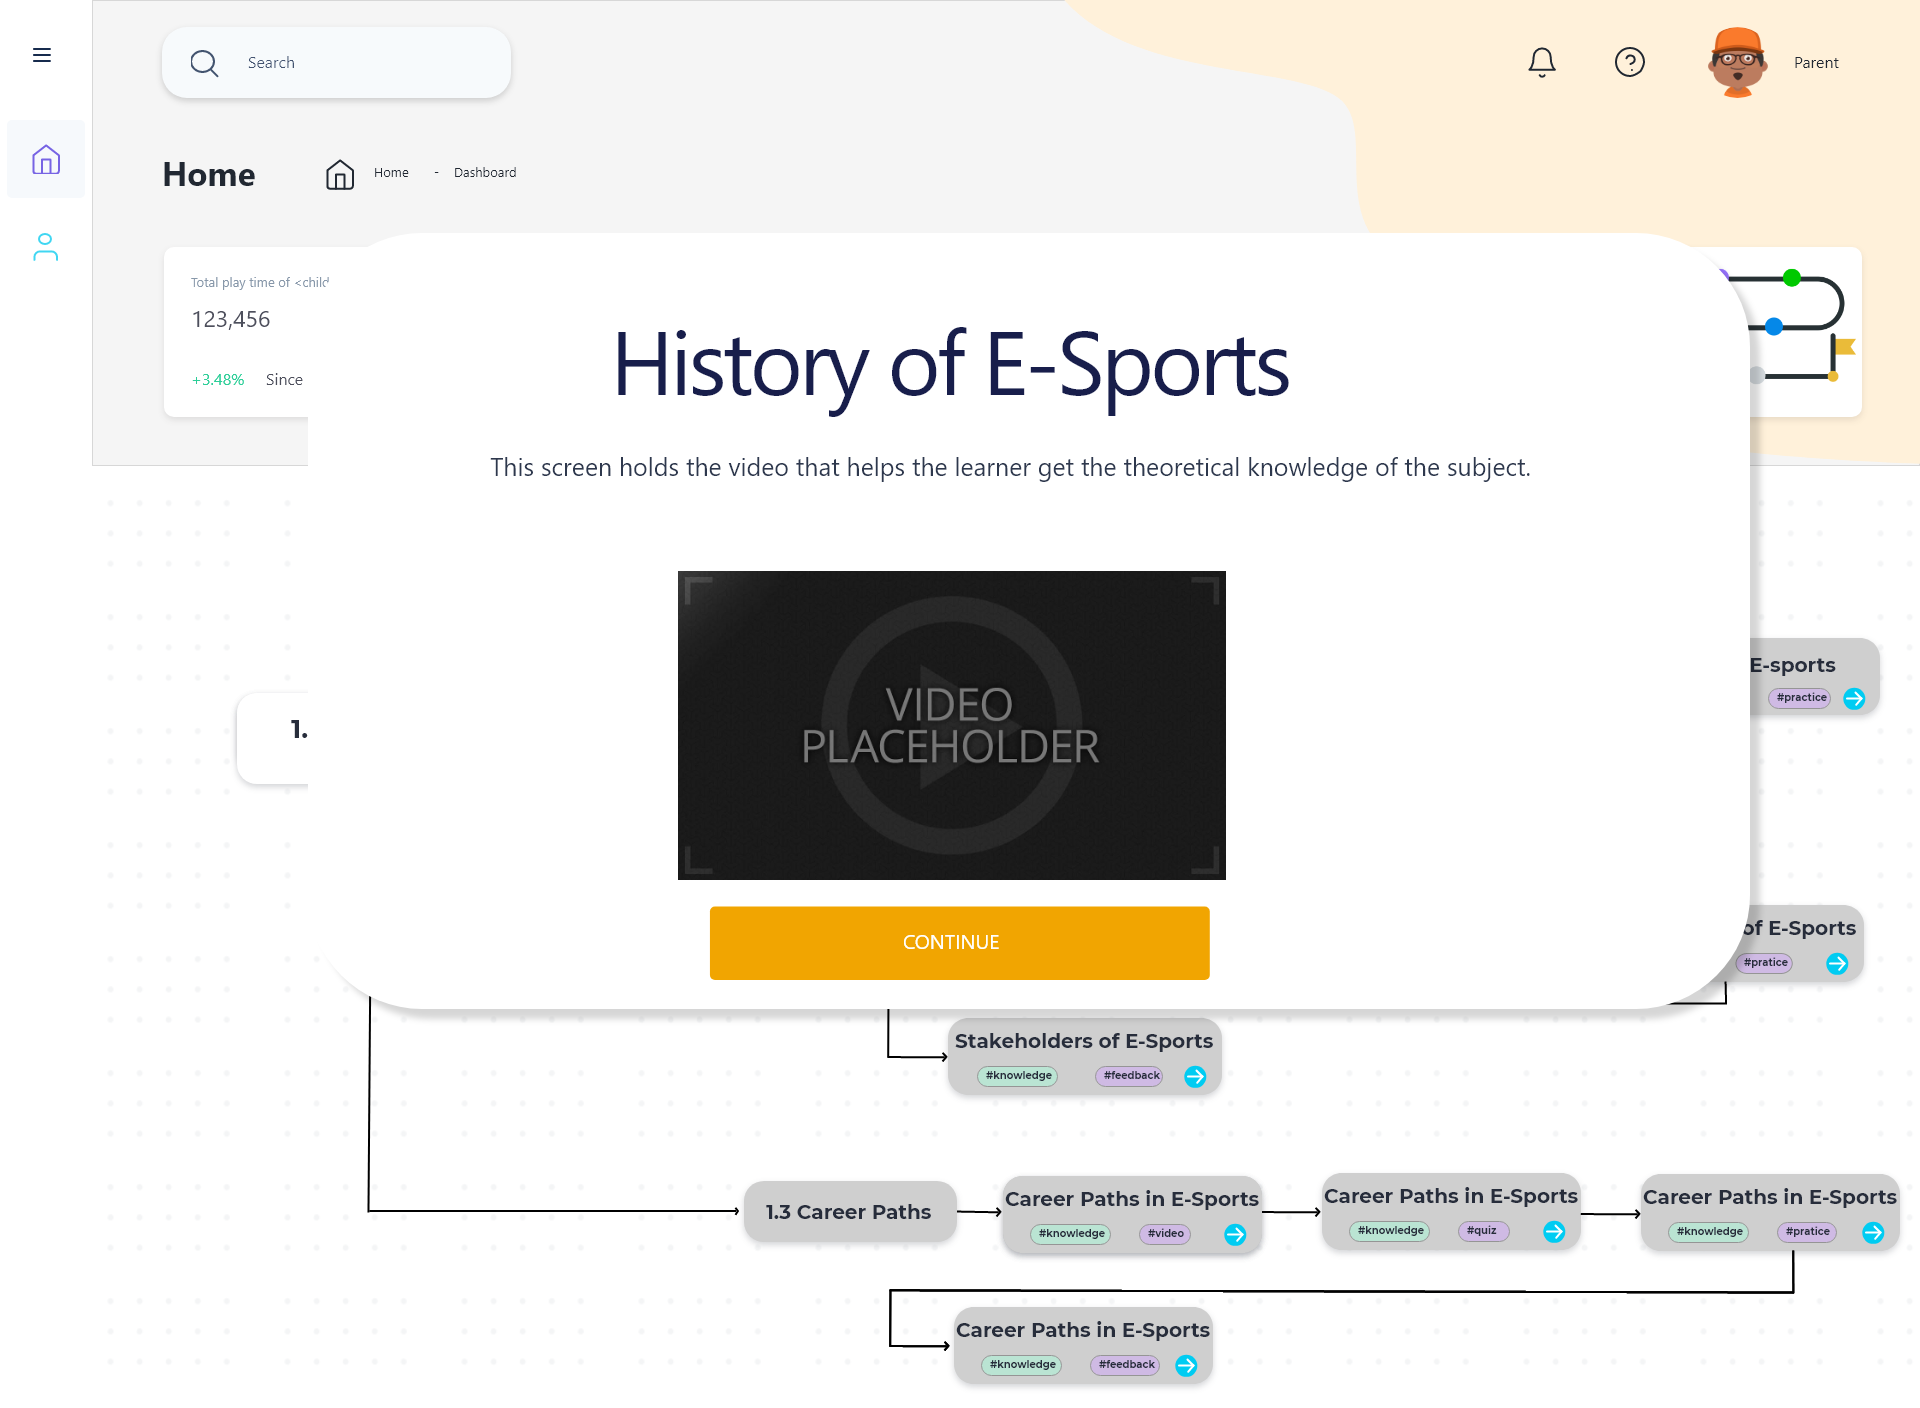 Search
Parent
Home
Home - Dashboard
Total play time of <child
123,456
+3.48% Since
History of E-Sports
This screen holds the video that helps the learner get the theoretical knowledge of the subject.
VIDEO
PLACEHOLDER
CONTINUE
1.
E-sports
#practice
of E-Sports
#pratice
Stakeholders of E-Sports
#knowledge #feedback
1.3 Career Paths
Career Paths in E-Sports
#knowledge #video
Career Paths in E-Sports
#knowledge #quiz
Career Paths in E-Sports
#knowledge #pratice
Career Paths in E-Sports
#knowledge #feedback